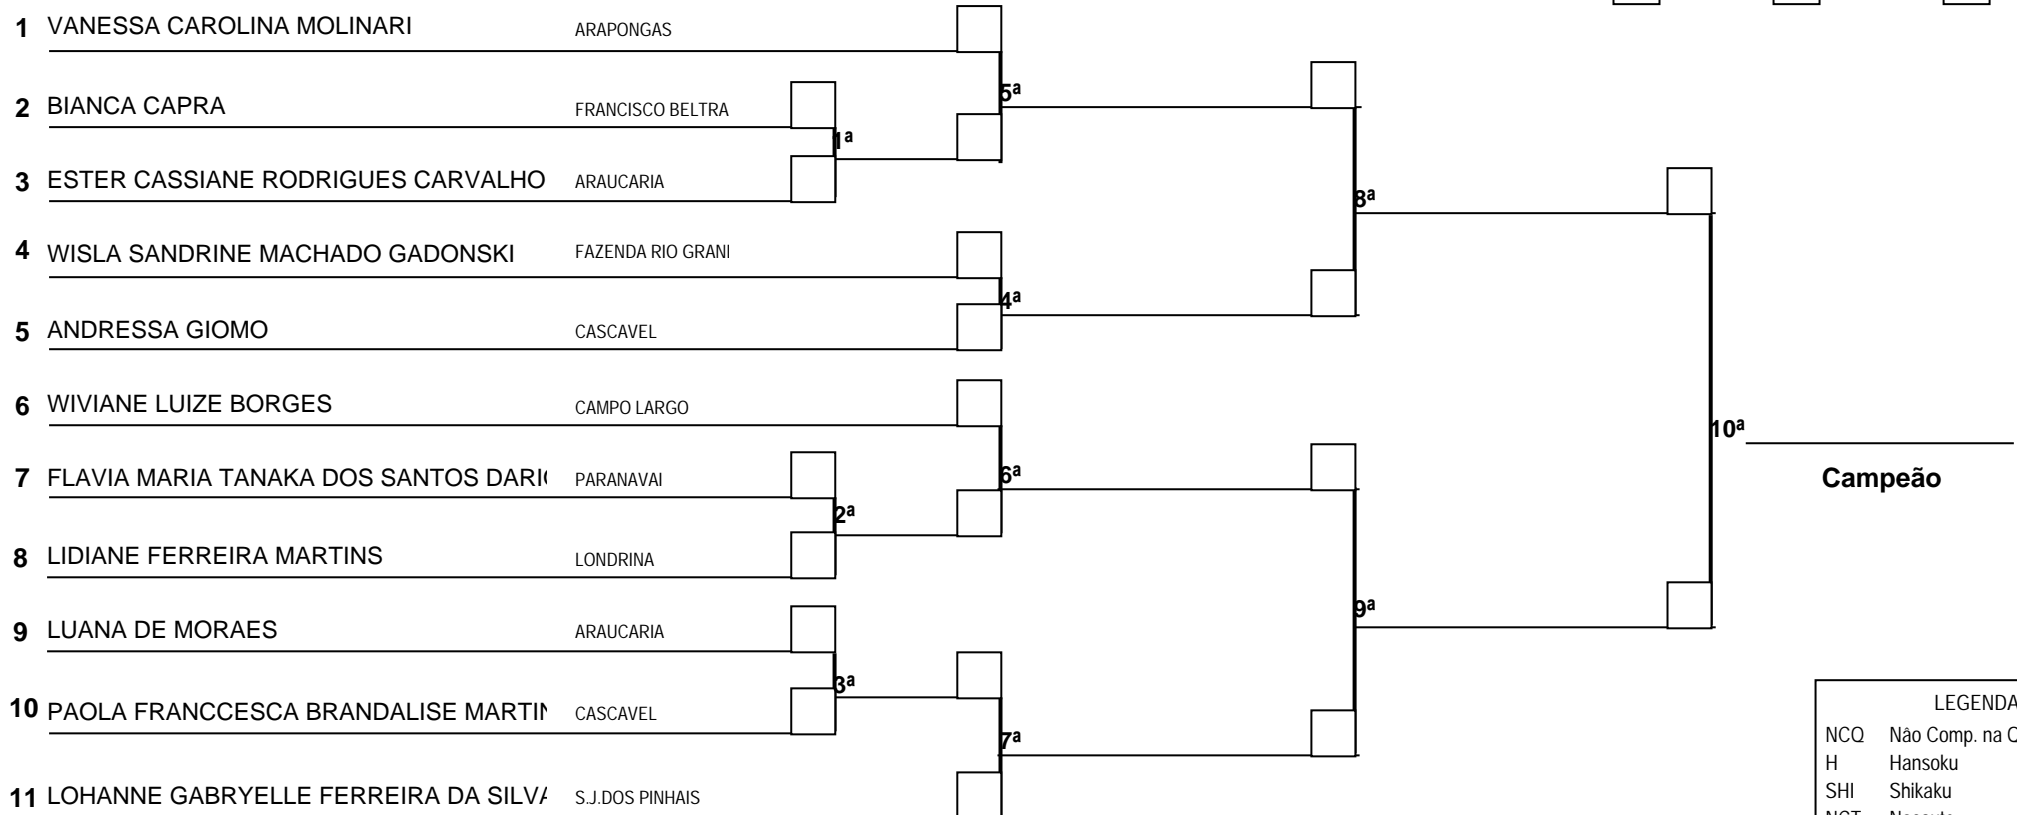 1 VANESSA CAROLINA MOLINARI ARAPONGAS
5ª
2 BIANCA CAPRA FRANCISCO BELTRA
1ª
3 ESTER CASSIANE RODRIGUES CARVALHO ARAUCARIA
8ª
4 WISLA SANDRINE MACHADO GADONSKI FAZENDA RIO GRAN
4ª
5 ANDRESSA GIOMO CASCAVEL
6 WIVIANE LUIZE BORGES CAMPO LARGO
10ª
Campeão
7 FLAVIA MARIA TANAKA DOS SANTOS DARI PARANAVAI
6ª
2ª
8 LIDIANE FERREIRA MARTINS LONDRINA
9ª
9 LUANA DE MORAES ARAUCARIA
3ª
10 PAOLA FRANCCESCA BRANDALISE MARTIN CASCAVEL
7ª
11 LOHANNE GABRYELLE FERREIRA DA SILVA S.J.DOS PINHAIS
LEGENDA
NCQ Nâo Comp. na Q
H Hansoku
SHI Shikaku